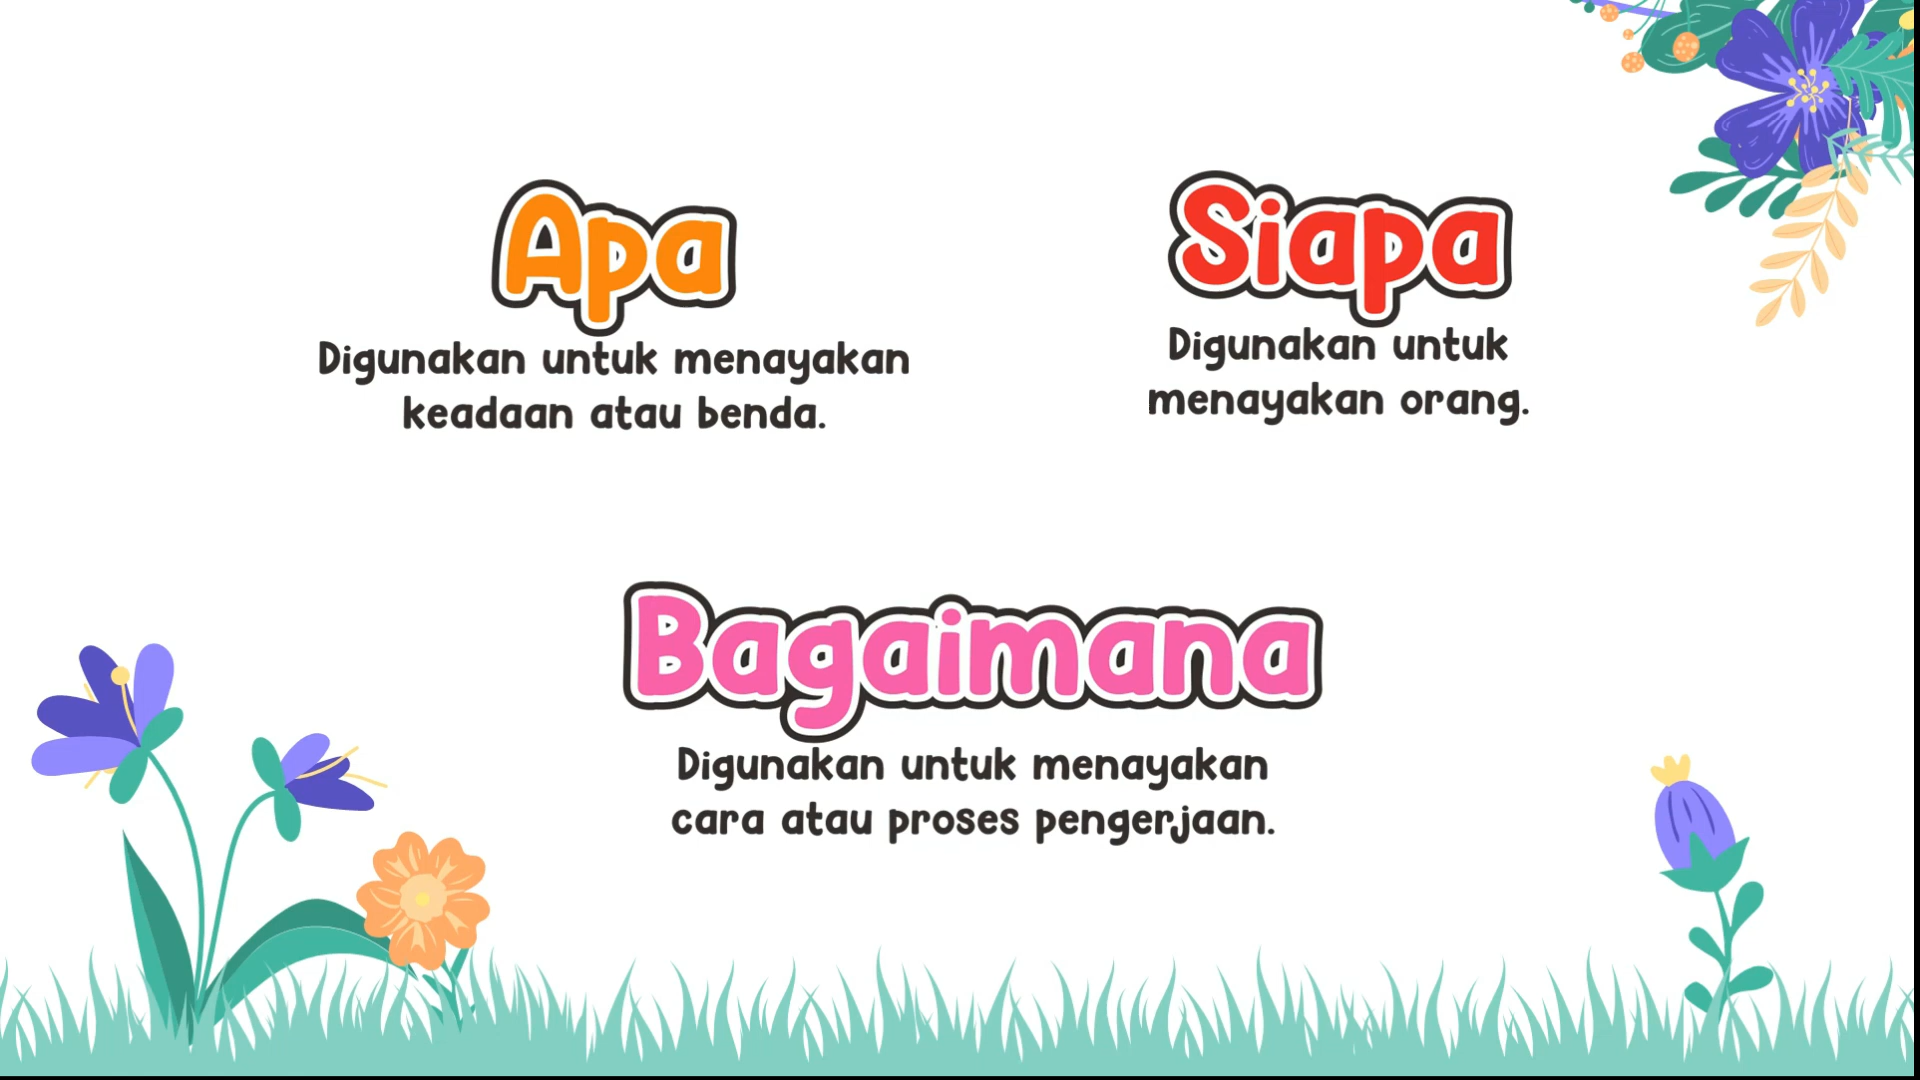 Apa
Digunakan untuk menayakan
keadaan atau benda.
Siapa
Digunakan untuk
menayakan orang.
Bagaimana
Digunakan untuk menayakan
cara atau proses pengerjaan.